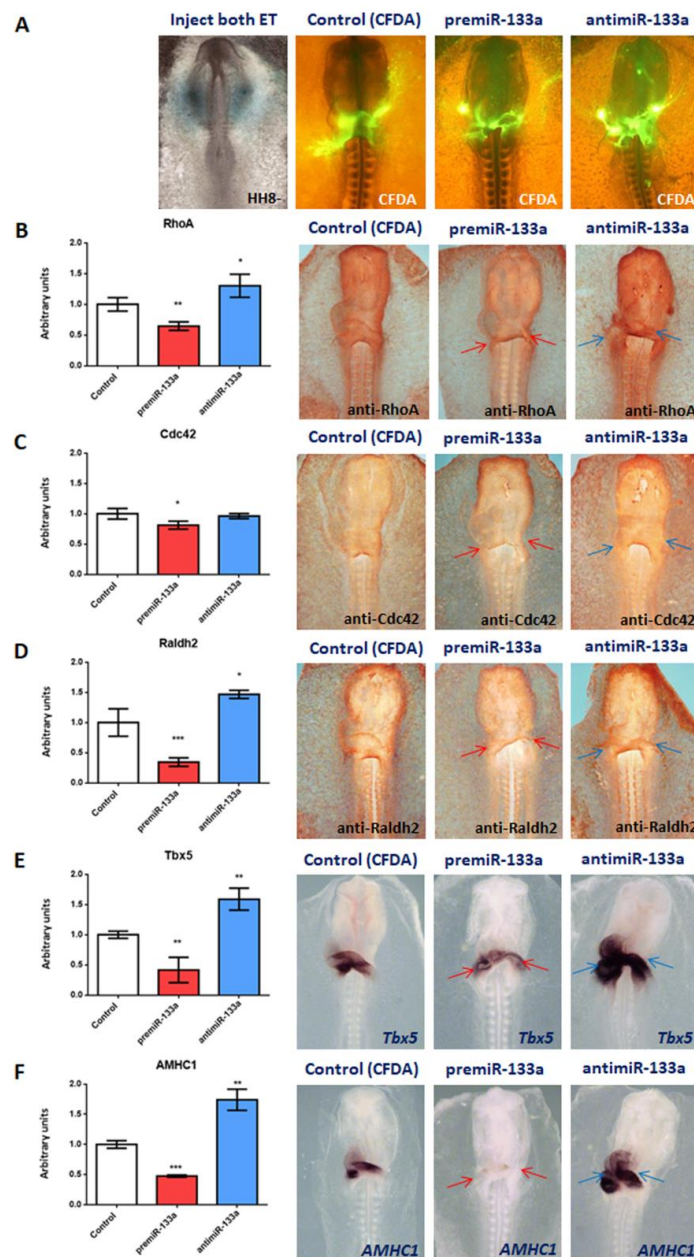 A
Inject both ET
Control (CFDA)
premiR-133a
antimiR-133a
HH8-
CFDA
CFDA
CFDA
B
RhoA
Arbitrary units
2.0
1.5
1.0
0.5
0.0
**
*
Control
premiR-133a
antimiR-133a
Control (CFDA)
premiR-133a
antimiR-133a
anti-RhoA
anti-RhoA
anti-RhoA
C
Cdc42
Arbitrary units
2.0
1.5
1.0
0.5
0.0
*
Control
premiR-133a
antimiR-133a
Control (CFDA)
premiR-133a
antimiR-133a
anti-Cdc42
anti-Cdc42
anti-Cdc42
D
Raldh2
Arbitrary units
2.0
1.5
1.0
0.5
0.0
***
*
Control
premiR-133a
antimiR-133a
Control (CFDA)
premiR-133a
antimiR-133a
anti-Raldh2
anti-Raldh2
anti-Raldh2
E
Tbx5
Arbitrary units
2.0
1.5
1.0
0.5
0.0
**
**
Control
premiR-133a
antimiR-133a
Control (CFDA)
premiR-133a
antimiR-133a
Tbx5
Tbx5
Tbx5
F
AMHC1
Arbitrary units
2.0
1.5
1.0
0.5
0.0
***
**
Control
premiR-133a
antimiR-133a
Control (CFDA)
premiR-133a
antimiR-133a
AMHC1
AMHC1
AMHC1